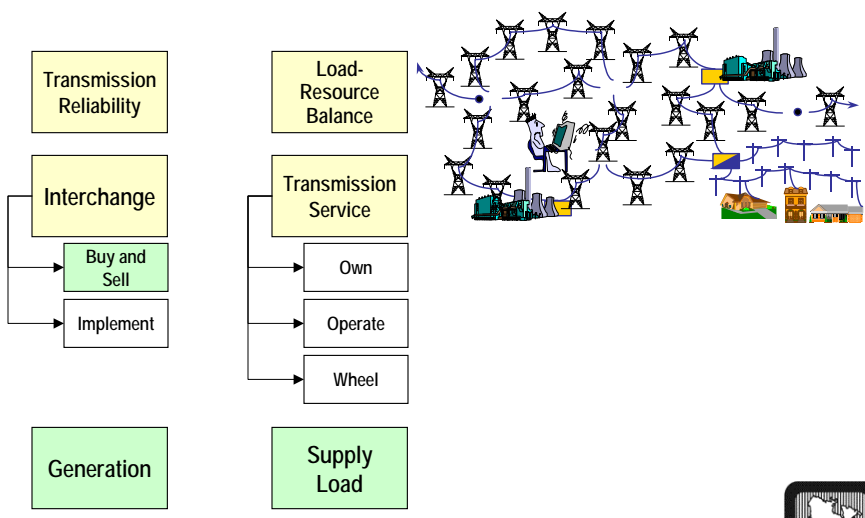 Transmission
Reliability
Load-
Resource
Balance
Interchange
Transmission
Service
Buy and
Sell
Own
Implement
Operate
Wheel
Generation
Supply
Load